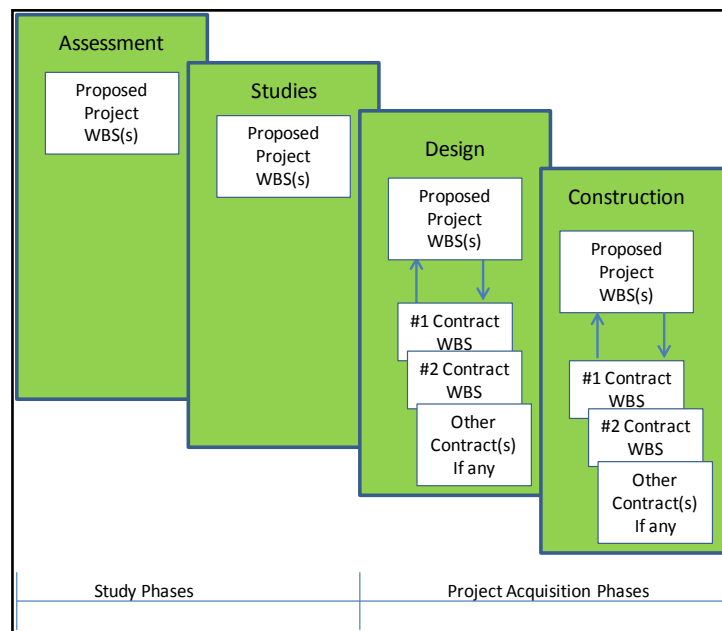 Assessment
Proposed
Project
WBS(s)
Studies
Proposed
Project
WBS(s)
Design
Proposed
Project
WBS(s)
#1 Contract
WBS
#2 Contract
WBS
Other
Contract(s)
If any
Construction
Proposed
Project
WBS(s)
#1 Contract
WBS
#2 Contract
WBS
Other
Contract(s)
If any
Study Phases
Project Acquisition Phases